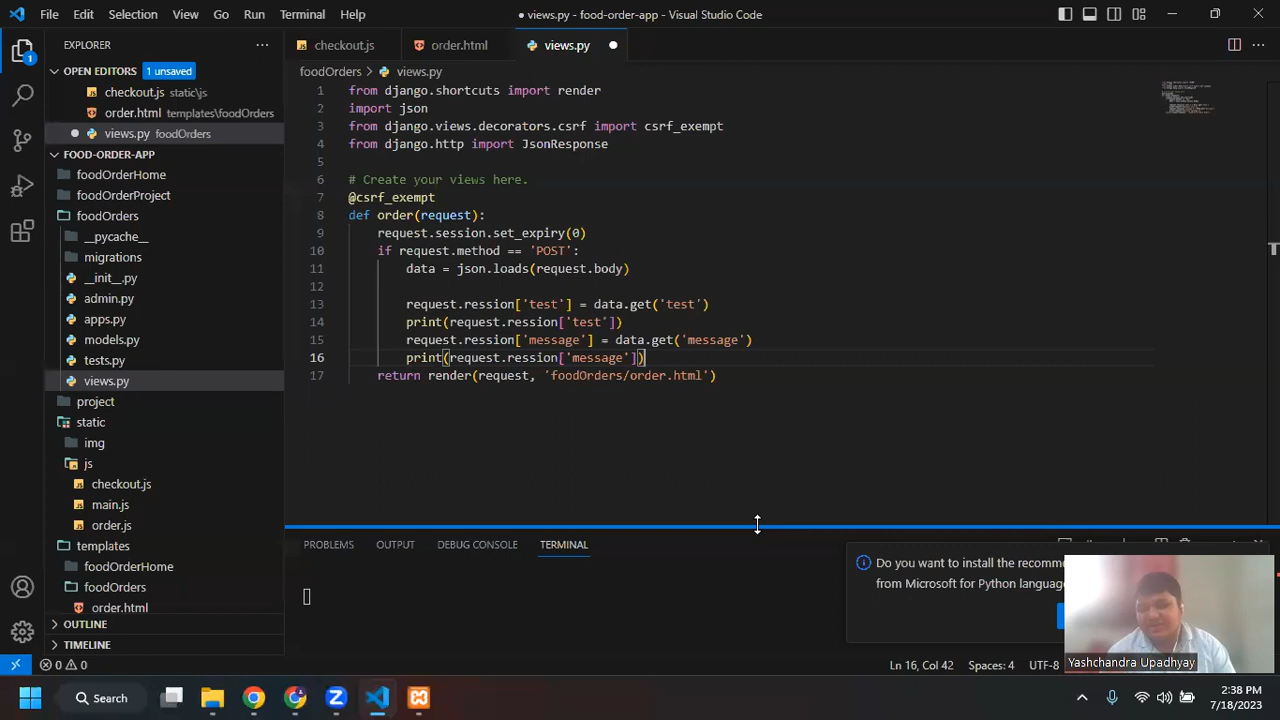 File Edit Selection View Go Run Terminal Help
● views.py - food-order-app - Visual Studio Code
EXPLORER
checkout.js
order.html
views.py
OPEN EDITORS 1 unsaved
checkout.js static\js
order.html templates\foodOrders
views.py foodOrders
FOOD-ORDER-APP
foodOrderHome
foodOrderProject
foodOrders
__pycache__
migrations
__init__.py
admin.py
apps.py
models.py
tests.py
views.py
project
static
img
js
checkout.js
main.js
order.js
templates
foodOrderHome
foodOrders
order.html
OUTLINE
TIMELINE
foodOrders > views.py
1 from django.shortcuts import render
2 import json
3 from django.views.decorators.csrf import csrf_exempt
4 from django.http import JsonResponse
5
6 # Create your views here.
7 @csrf_exempt
8 def order(request):
9 request.session.set_expiry(0)
10 if request.method == 'POST':
11 data = json.loads(request.body)
12
13 request.ression['test'] = data.get('test')
14 print(request.ression['test'])
15 request.ression['message'] = data.get('message')
16 print(request.ression['message'])
17 return render(request, 'foodOrders/order.html')
PROBLEMS OUTPUT DEBUG CONSOLE TERMINAL
Do you want to install the recomm
from Microsoft for Python languag
Yashchandra Upadhyay
1
0 0
Ln 16, Col 42 Spaces: 4 UTF-8
Search
2:38 PM
7/18/2023